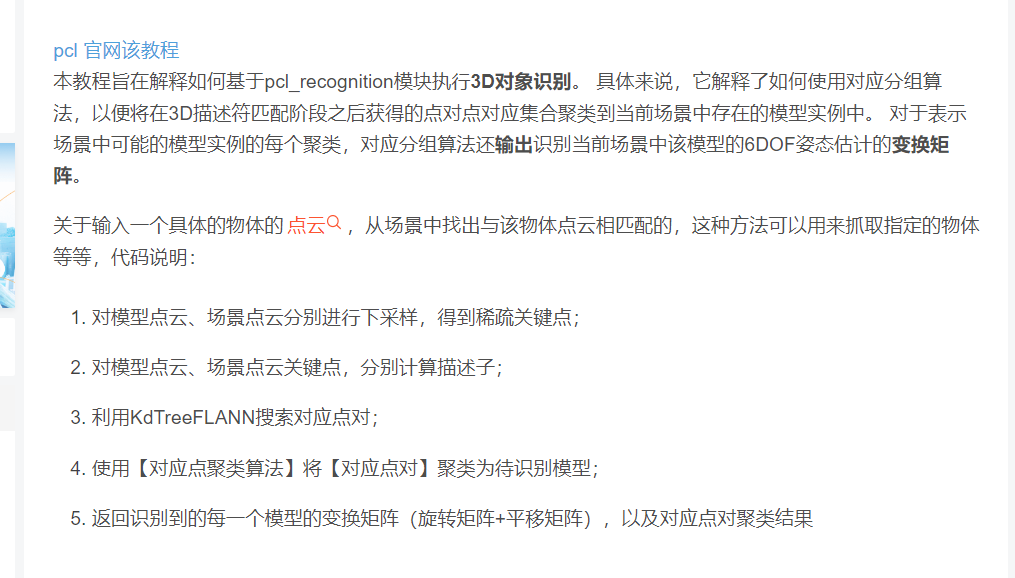 pcl 官网该教程
本教程旨在解释如何基于pcl_recognition模块执行3D对象识别。 具体来说，它解释了如何使用对应分组算
法，以便将在3D描述符匹配阶段之后获得的点对点对应集合聚类到当前场景中存在的模型实例中。 对于表示
场景中可能的模型实例的每个聚类，对应分组算法还输出识别当前场景中该模型的6DOF姿态估计的变换矩
阵。
关于输入一个具体的物体的 点云 ，从场景中找出与该物体点云相匹配的，这种方法可以用来抓取指定的物体
等等，代码说明：
1. 对模型点云、场景点云分别进行下采样，得到稀疏关键点；
2. 对模型点云、场景点云关键点，分别计算描述子；
3. 利用KdTreeFLANN搜索对应点对；
4. 使用【对应点聚类算法】将【对应点对】聚类为待识别模型；
5. 返回识别到的每一个模型的变换矩阵（旋转矩阵+平移矩阵），以及对应点对聚类结果